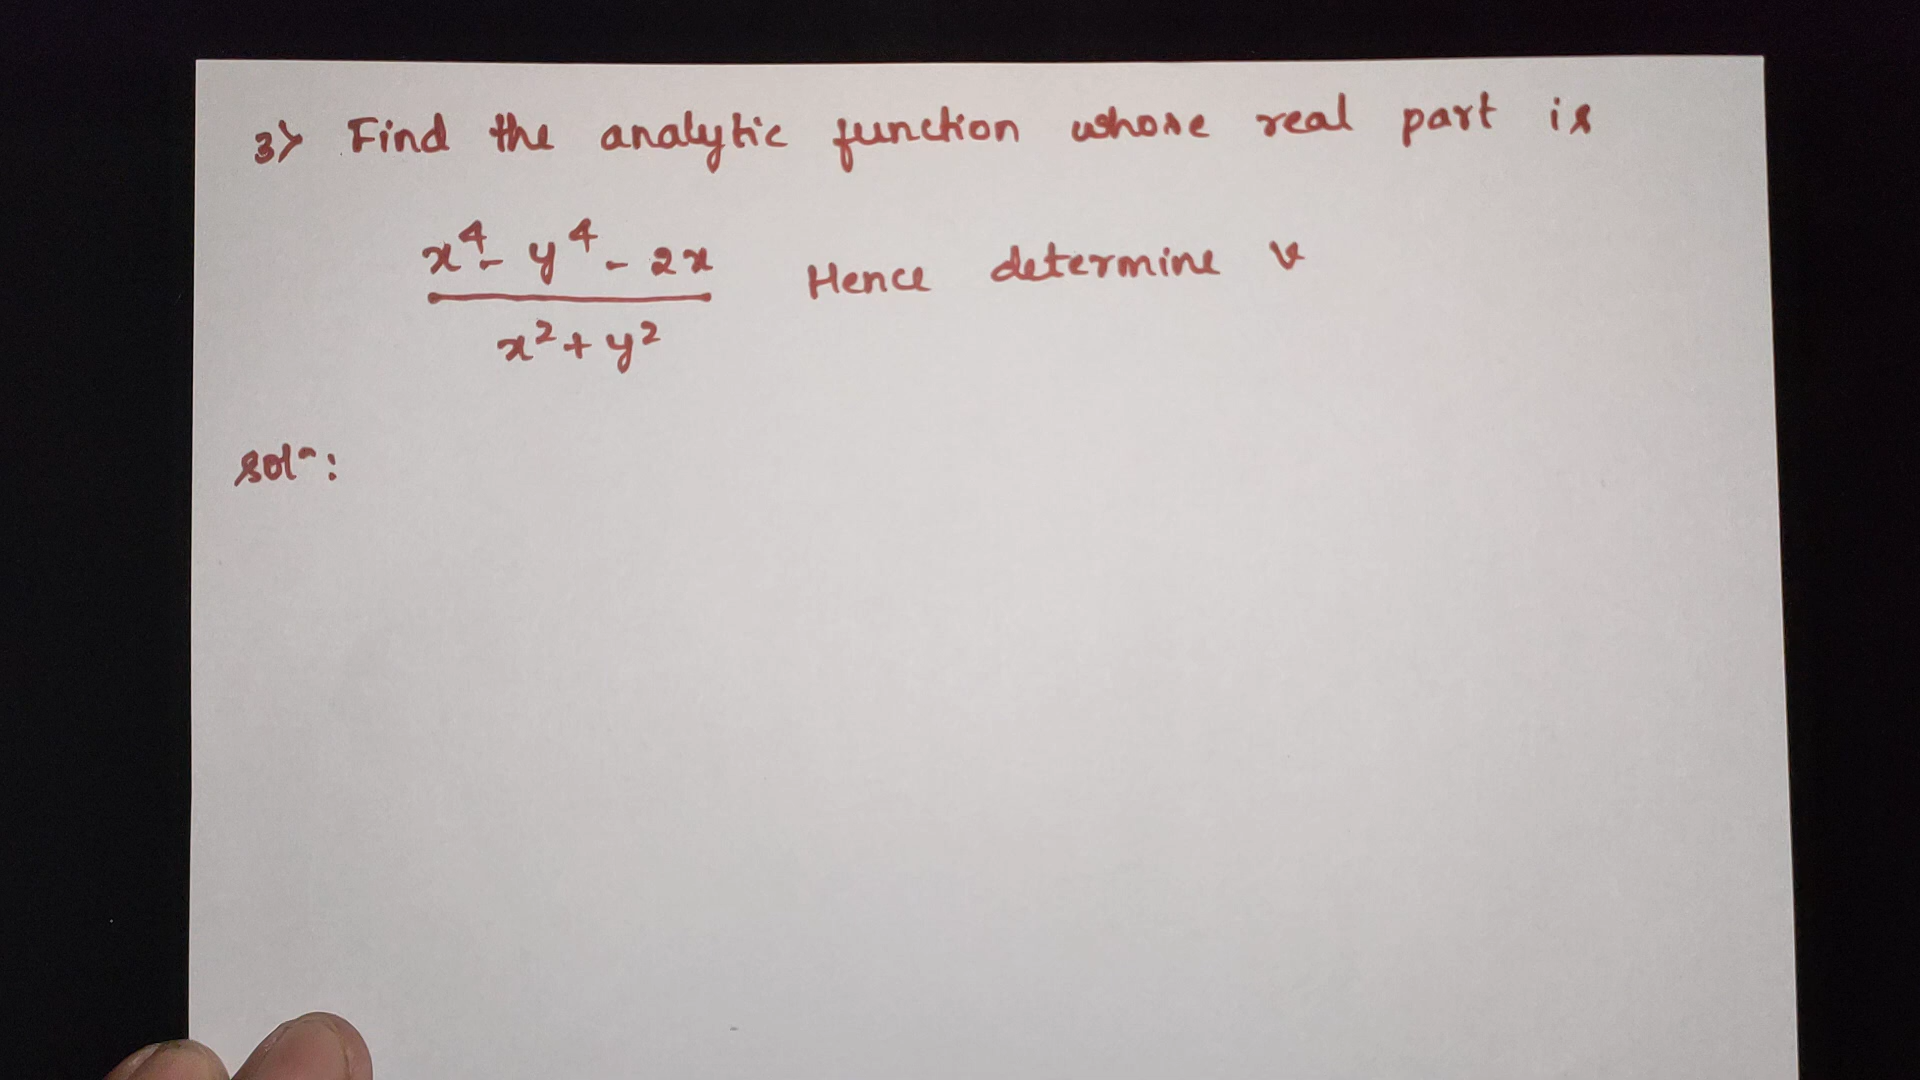 3) Find the analytic function whose real part is
x⁴ - y⁴ - 2x Hence determine v
x² + y²
solⁿ: